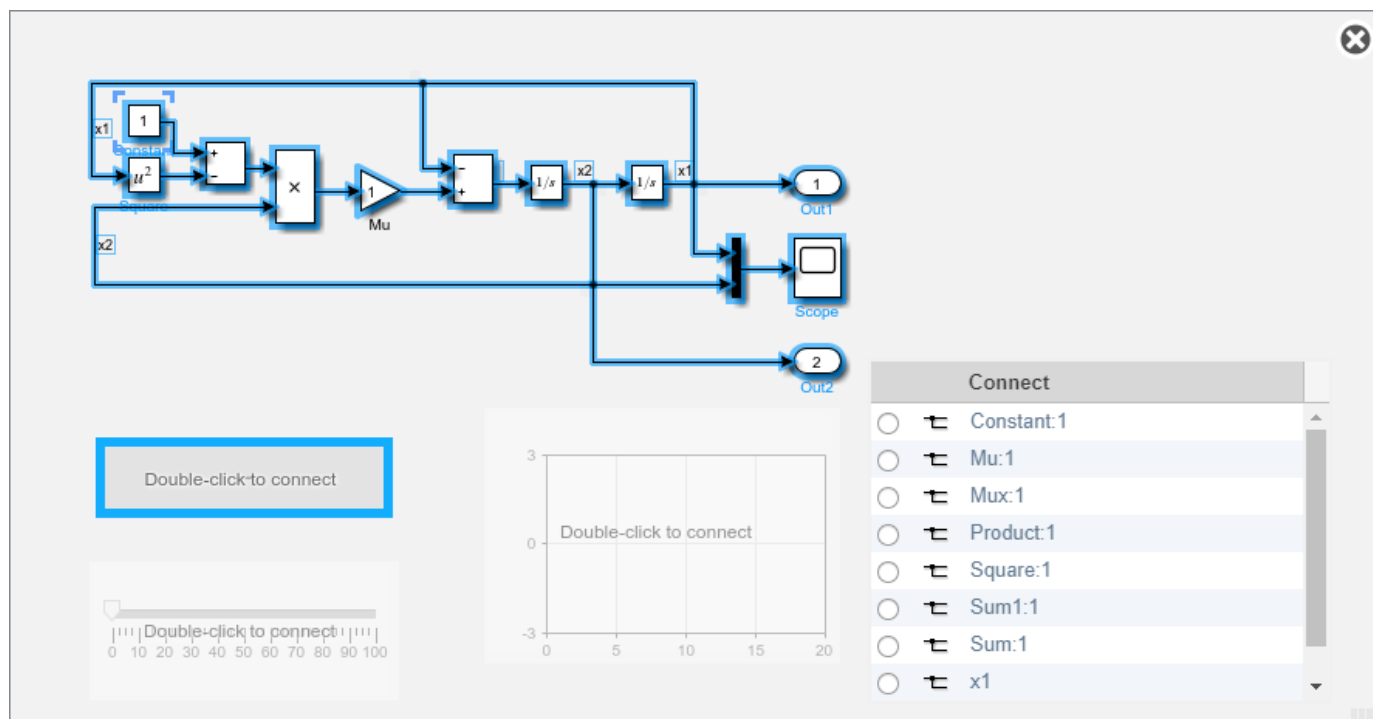 x1
1
Constant
+
−
u²
Square
×
1
Mu
−
+
1/s
x2
1/s
x1
1
Out1
x2
Scope
2
Out2
Connect
Constant:1
Mu:1
Mux:1
Product:1
Square:1
Sum1:1
Sum:1
x1
Double-click to connect
3
0
-3
Double-click to connect
0 5 10 15 20
Double-click to connect
0 10 20 30 40 50 60 70 80 90 100